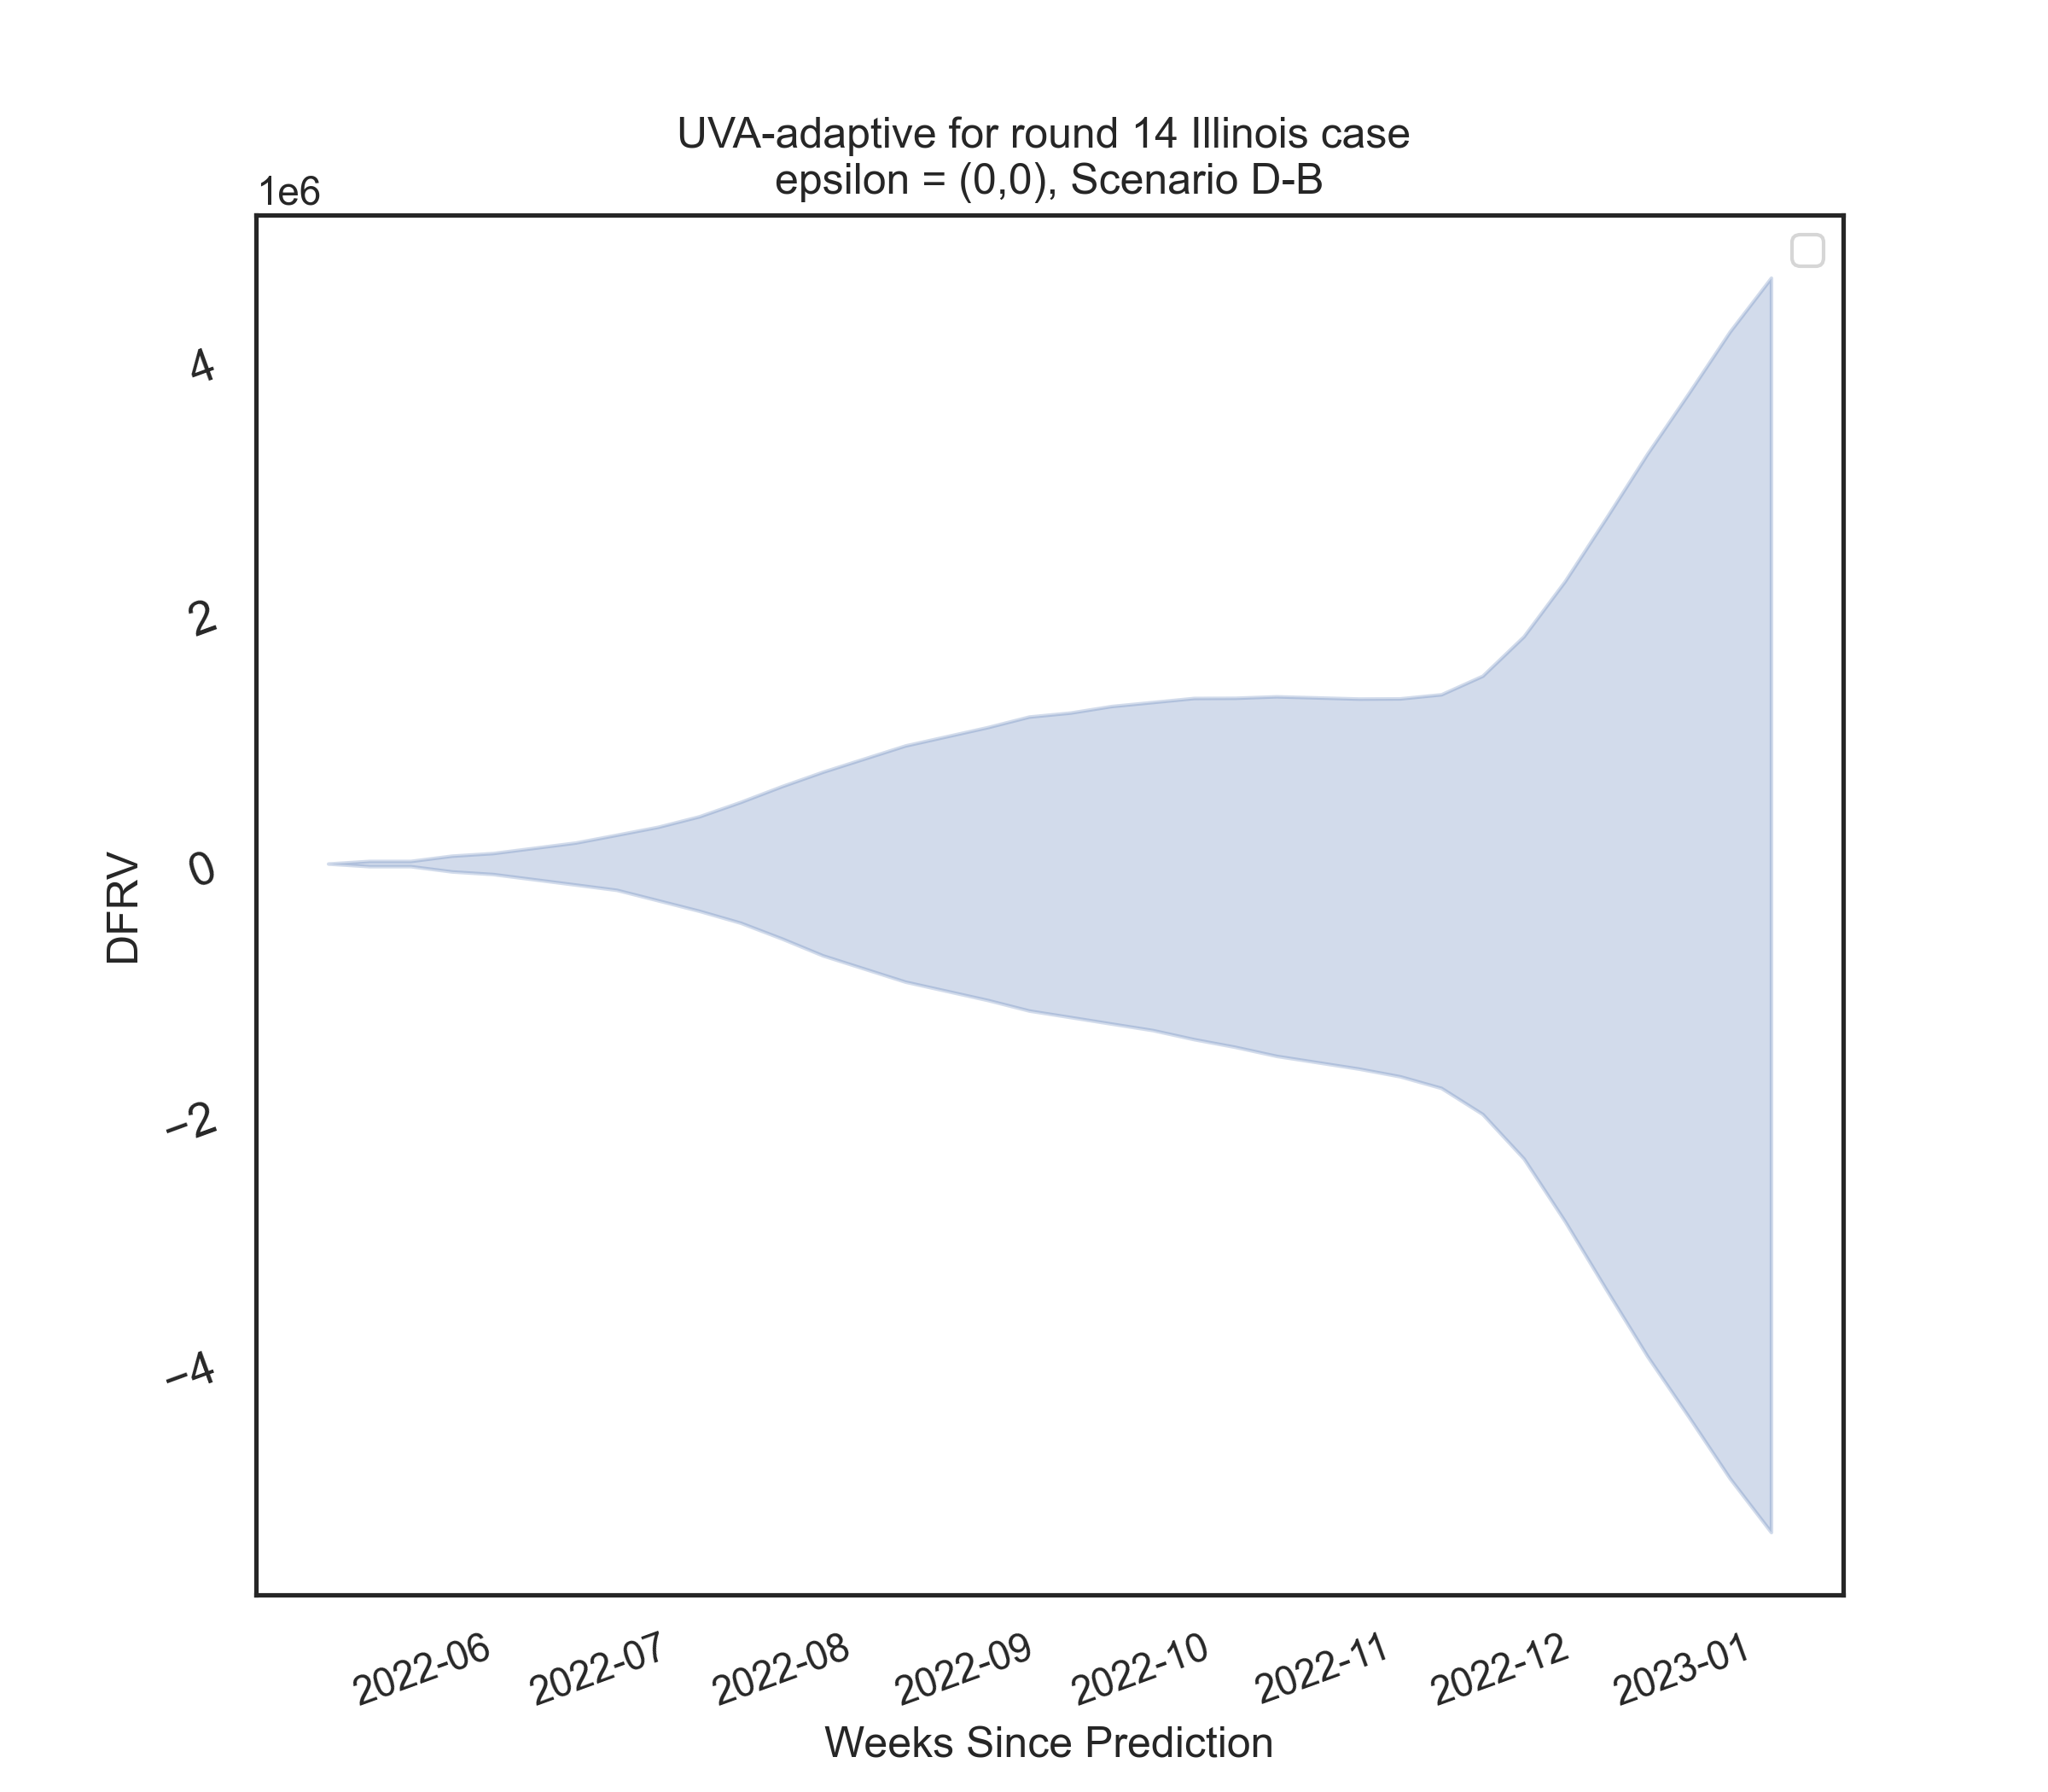 UVA-adaptive for round 14 Illinois case
epsilon = (0,0), Scenario D-B
1e6
4
2
0
−2
−4
DFRV
2022-06
2022-07
2022-08
2022-09
2022-10
2022-11
2022-12
2023-01
Weeks Since Prediction